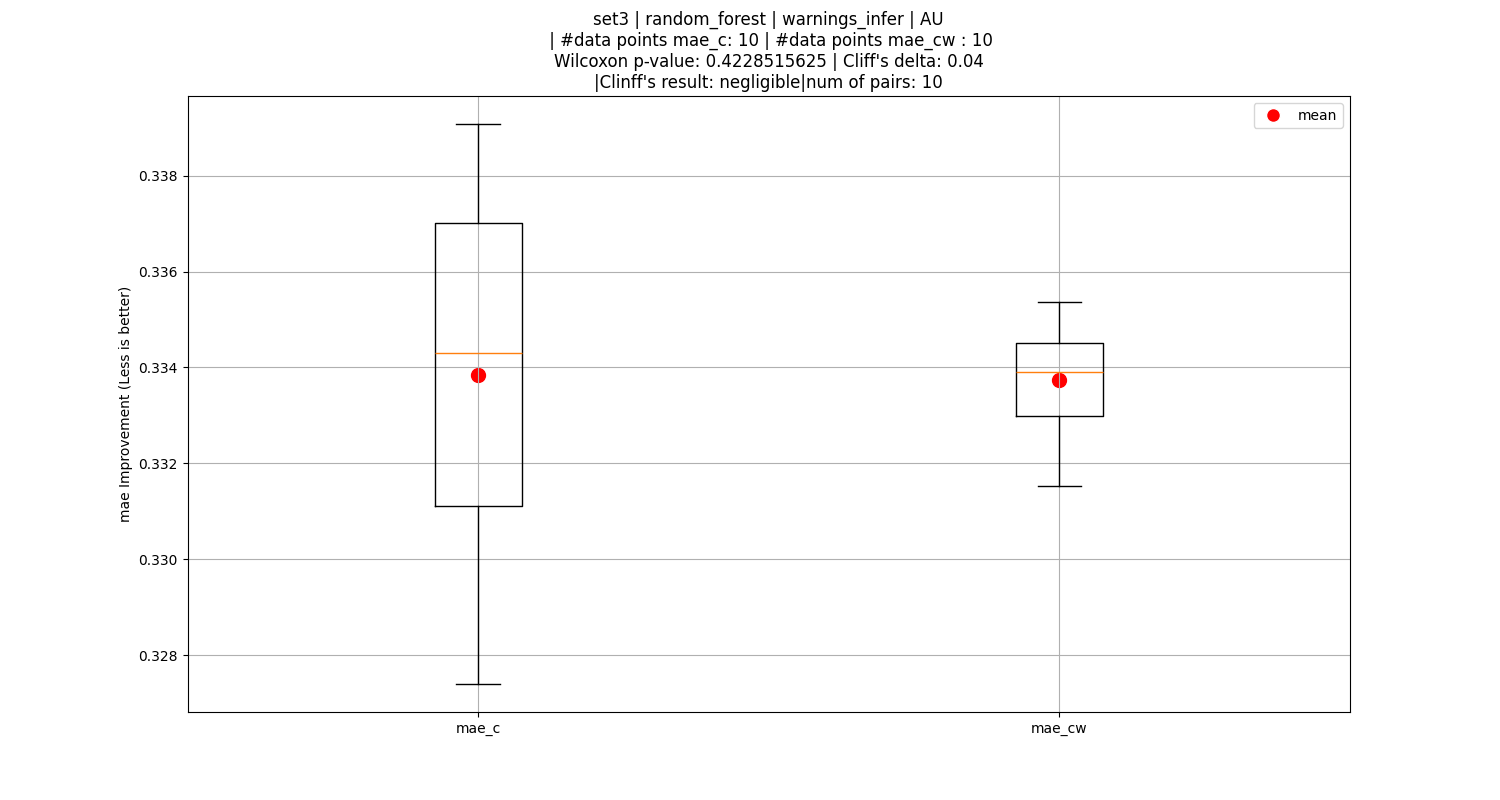 set3 | random_forest | warnings_infer | AU
| #data points mae_c: 10 | #data points mae_cw : 10
Wilcoxon p-value: 0.4228515625 | Cliff's delta: 0.04
|Clinff's result: negligible|num of pairs: 10
mean
mae Improvement (Less is better)
0.338
0.336
0.334
0.332
0.330
0.328
mae_c
mae_cw